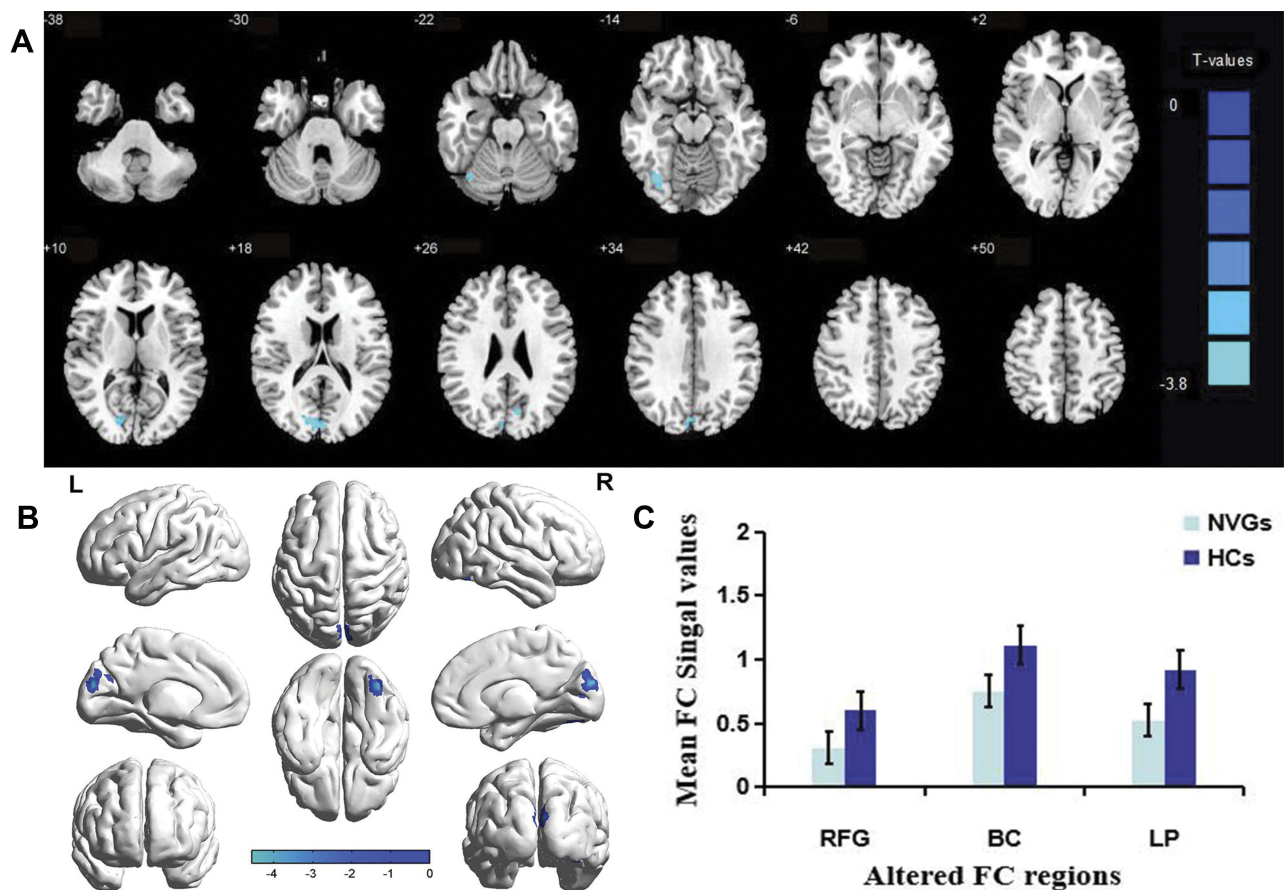 A
-38 -30 -22 -14 -6 +2
T-values
0
-3.8
+10 +18 +26 +34 +42 +50
B
L R
-4 -3 -2 -1 0
C
Mean FC Singal values
2
1.5
1
0.5
0
NVGs
HCs
RFG BC LP
Altered FC regions